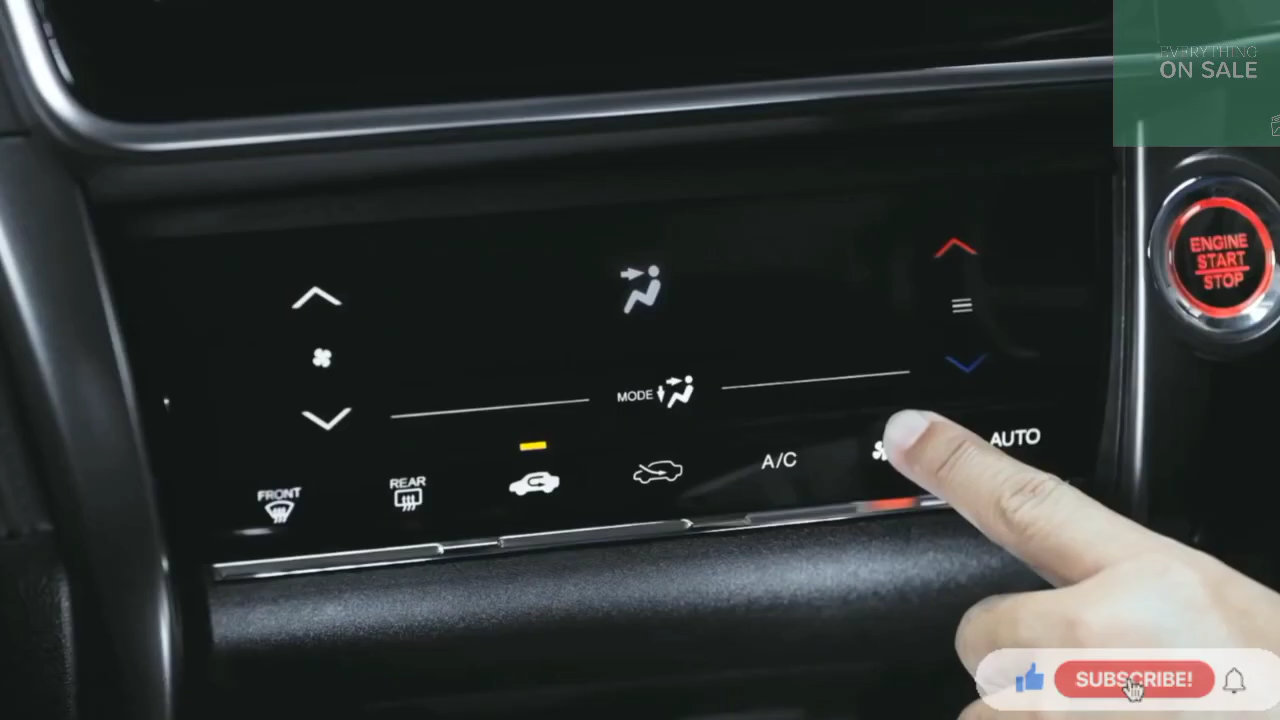 EVERYTHING
ON SALE
ENGINE
START
STOP
MODE
AUTO
A/C
REAR
FRONT
SUBSCRIBE!